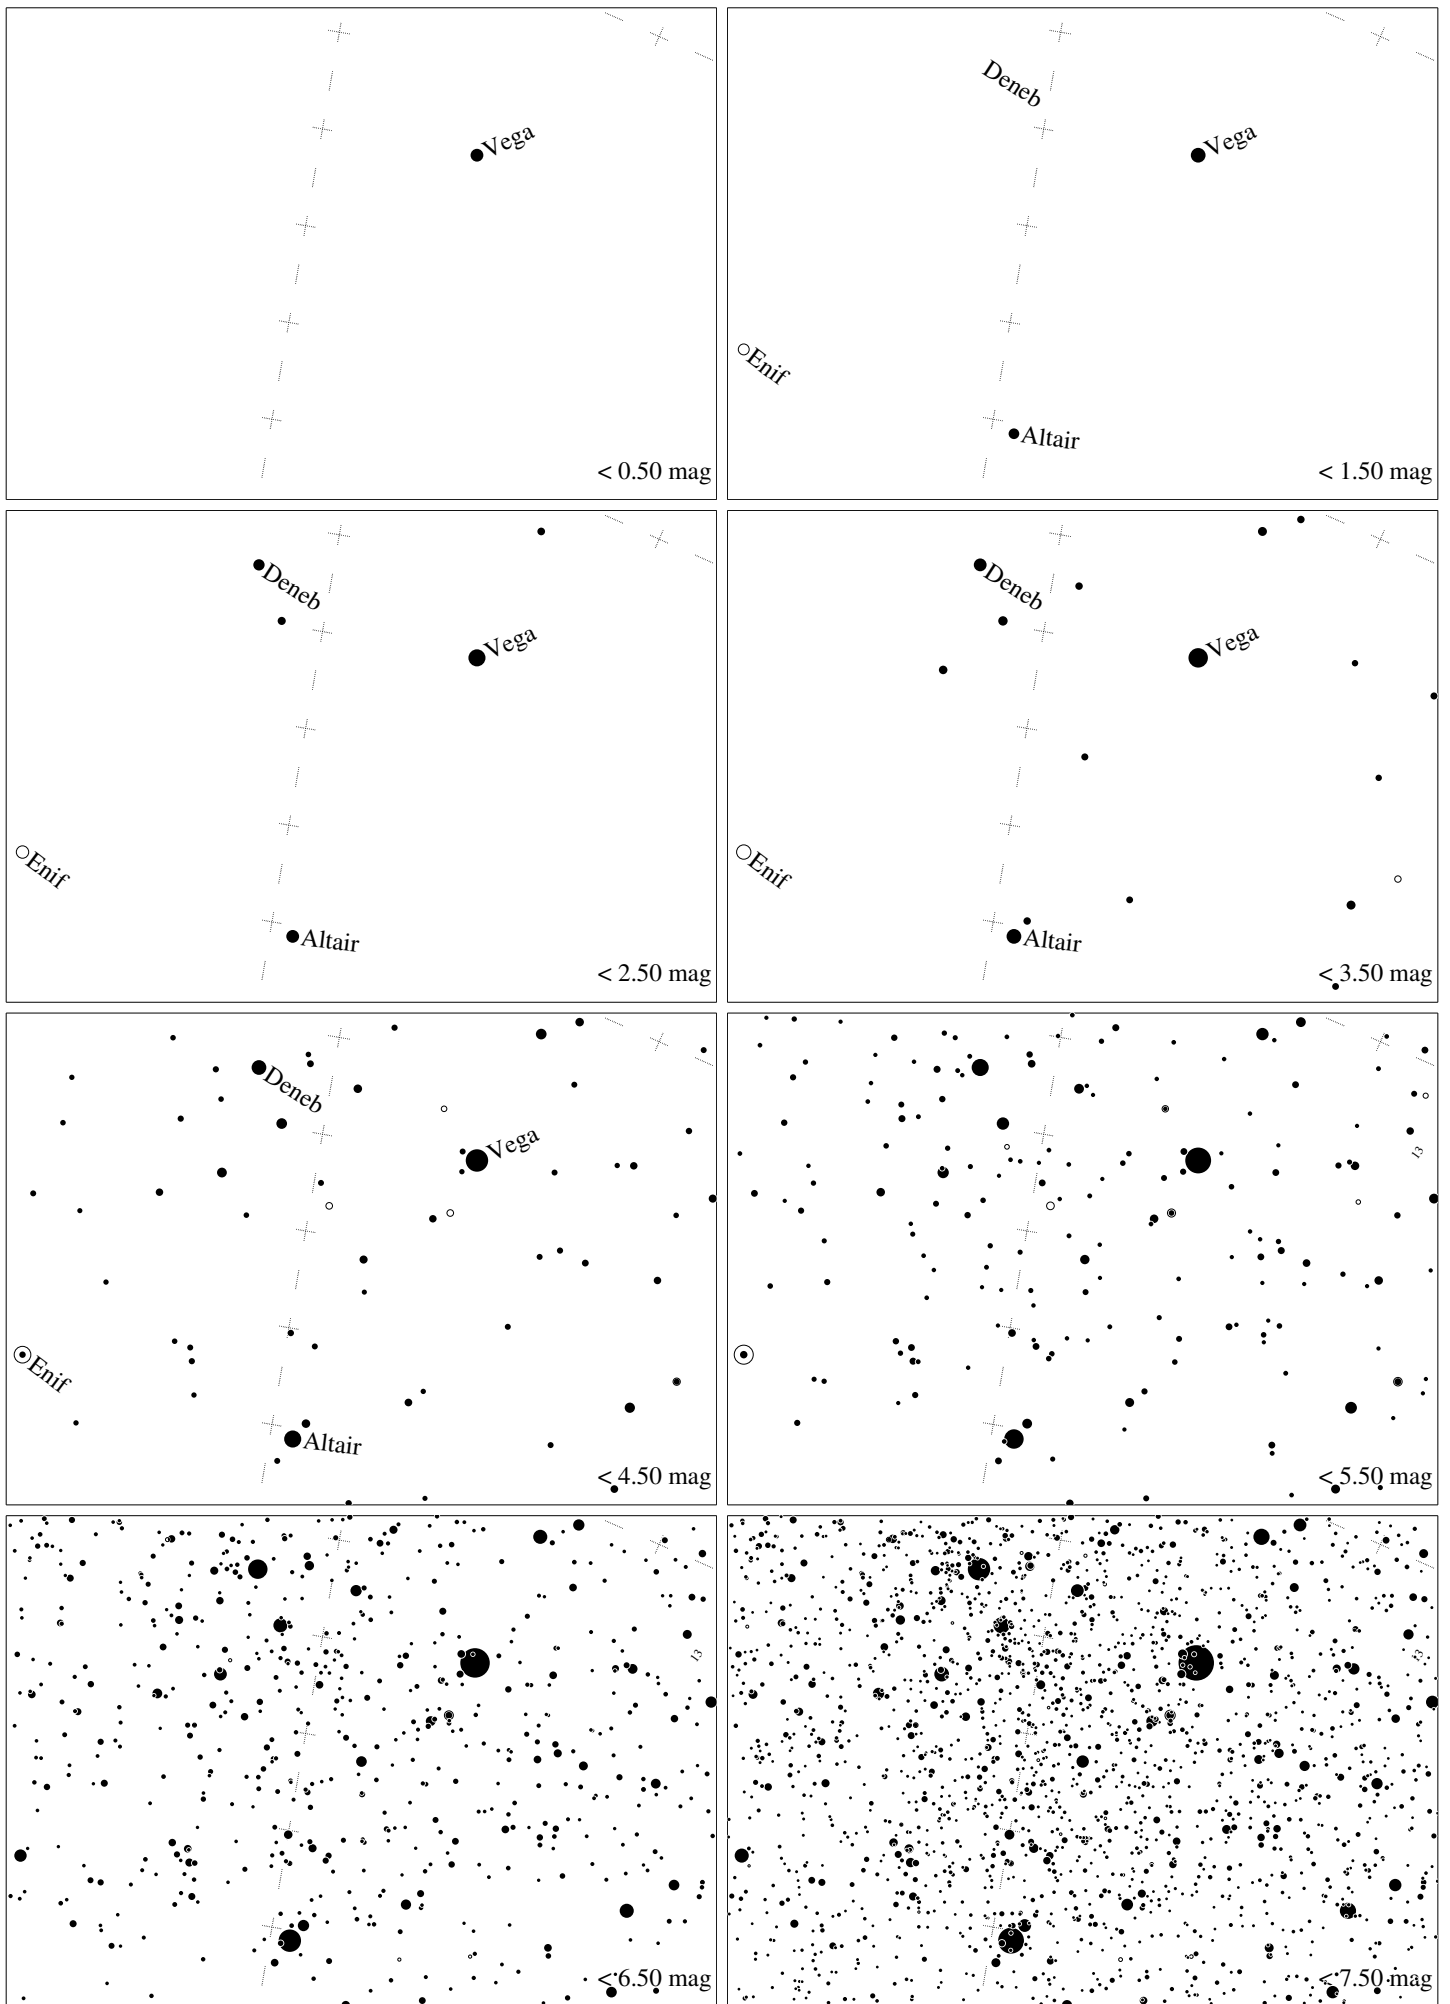 Vega
< 0.50 mag
Deneb
Vega
Enif
Altair
< 1.50 mag
Deneb
Vega
Enif
Altair
< 2.50 mag
Deneb
Vega
Enif
Altair
< 3.50 mag
Deneb
Vega
Enif
Altair
< 4.50 mag
13
< 5.50 mag
13
< 6.50 mag
13
< 7.50 mag